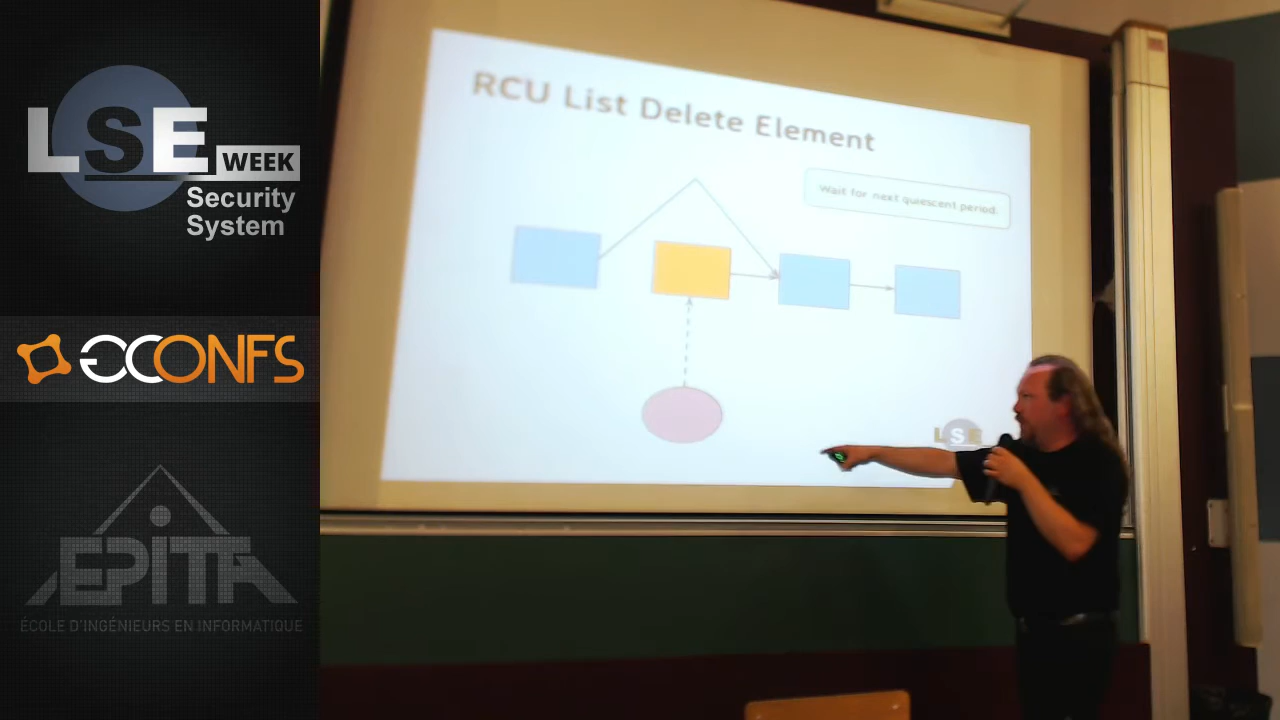 LSE
WEEK
Security
System
GCONFS
EPITA
ÉCOLE D'INGÉNIEURS EN INFORMATIQUE
RCU List Delete Element
Wait for next quiescent period.
LSE